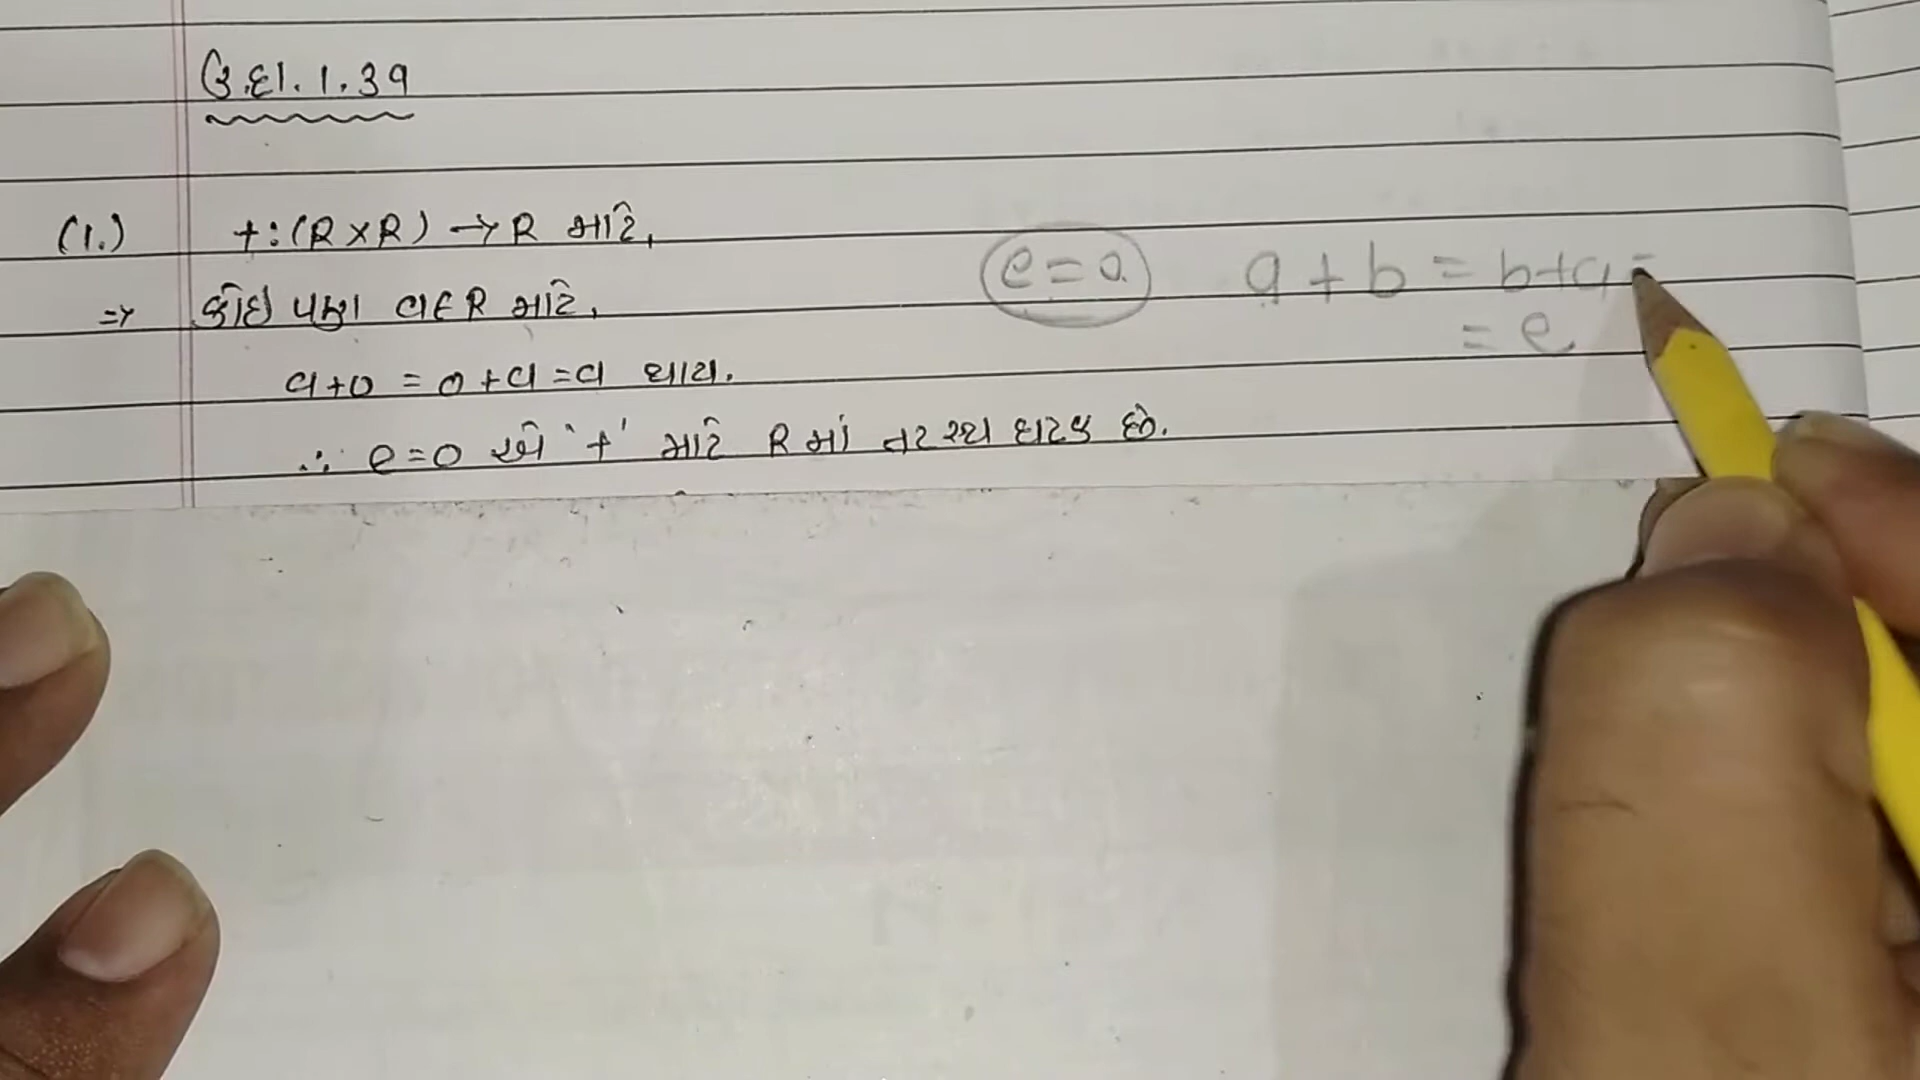 ઉ.દા. 1.39
(1.) +:(R×R) → R માટે,
⇒ કોઈ પણ a∈R માટે,
a+0 = 0+a = a થાય.
∴ e=0 એ '+' માટે R માં તટસ્થ ઘટક છે.
e=0
a+b = b+a =
= e